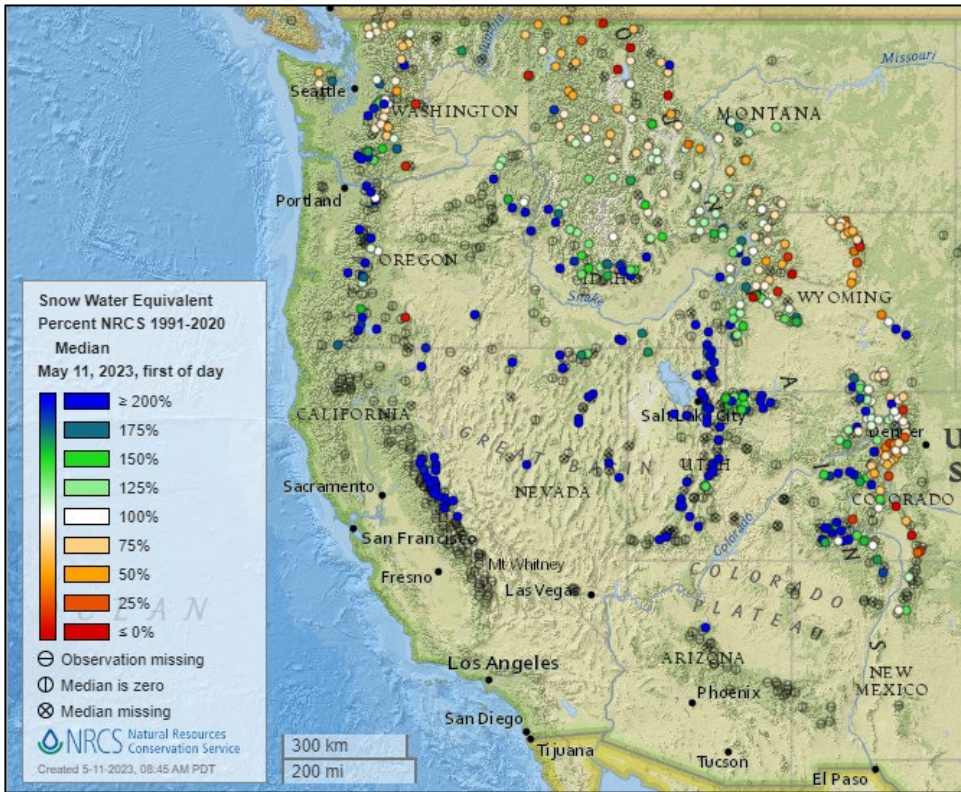 Columbia
Missouri
Seattle
WASHINGTON
MONTANA
Portland
OREGON
IDAHO
WYOMING
Snake
Snow Water Equivalent
Percent NRCS 1991-2020
Median
May 11, 2023, first of day
≥ 200%
175%
150%
125%
100%
75%
50%
25%
≤ 0%
Observation missing
Median is zero
Median missing
NRCS Natural Resources
Conservation Service
Created 5-11-2023, 08:45 AM PDT
CALIFORNIA
Salt Lake City
Denver
U
S
GREAT BASIN
UTAH
NEVADA
COLORADO
Sacramento
San Francisco
Colorado
Mt Whitney
Fresno
Las Vegas
COLORADO
PLATEAU
Los Angeles
ARIZONA
NEW
MEXICO
Phoenix
San Diego
Tijuana
Tucson
El Paso
300 km
200 mi